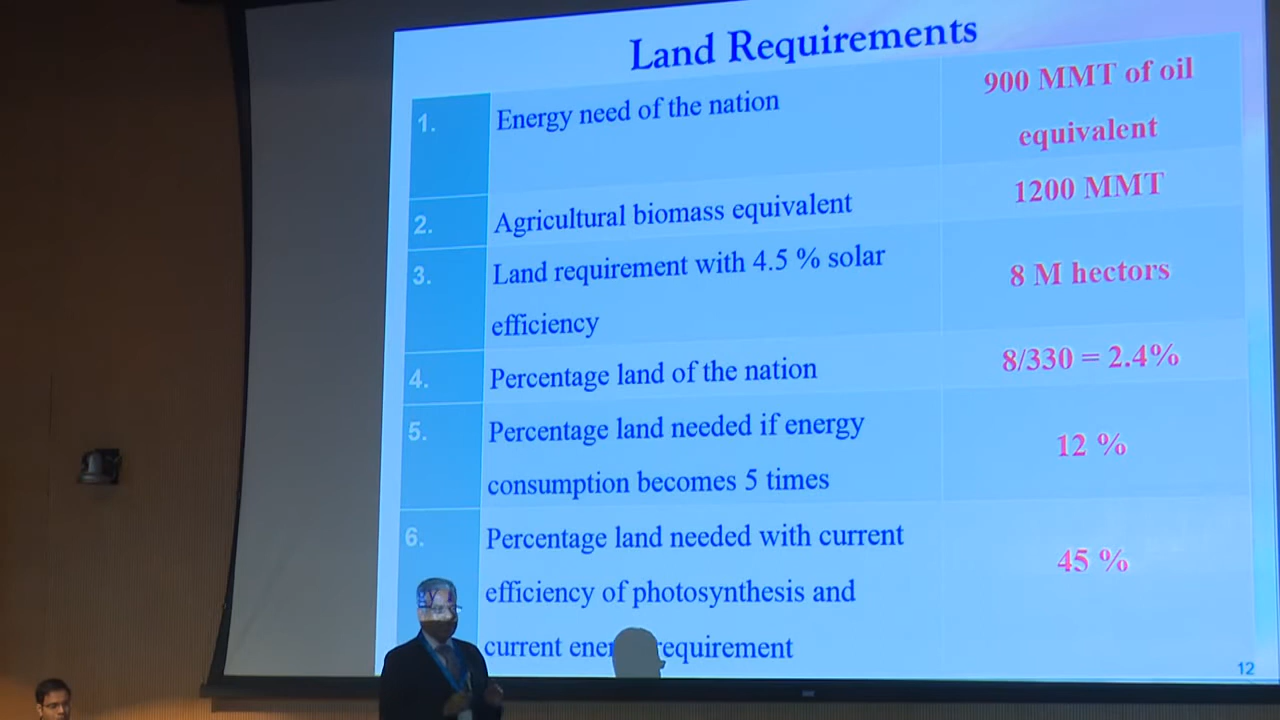 Land Requirements
1. Energy need of the nation 900 MMT of oil
equivalent
2. Agricultural biomass equivalent 1200 MMT
3. Land requirement with 4.5 % solar
efficiency 8 M hectors
4. Percentage land of the nation 8/330 = 2.4%
5. Percentage land needed if energy
consumption becomes 5 times 12 %
6. Percentage land needed with current
efficiency of photosynthesis and 45 %
current requirement
12